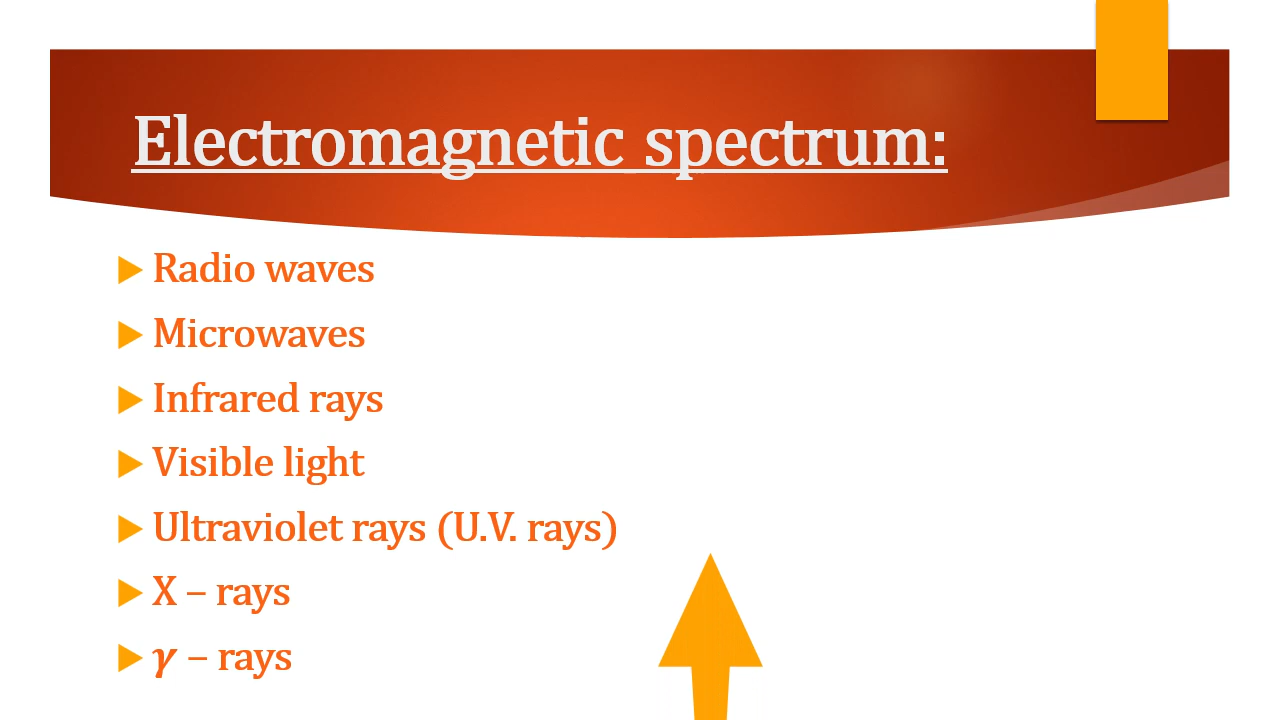 Electromagnetic spectrum:
Radio waves
Microwaves
Infrared rays
Visible light
Ultraviolet rays (U.V. rays)
X – rays
γ – rays